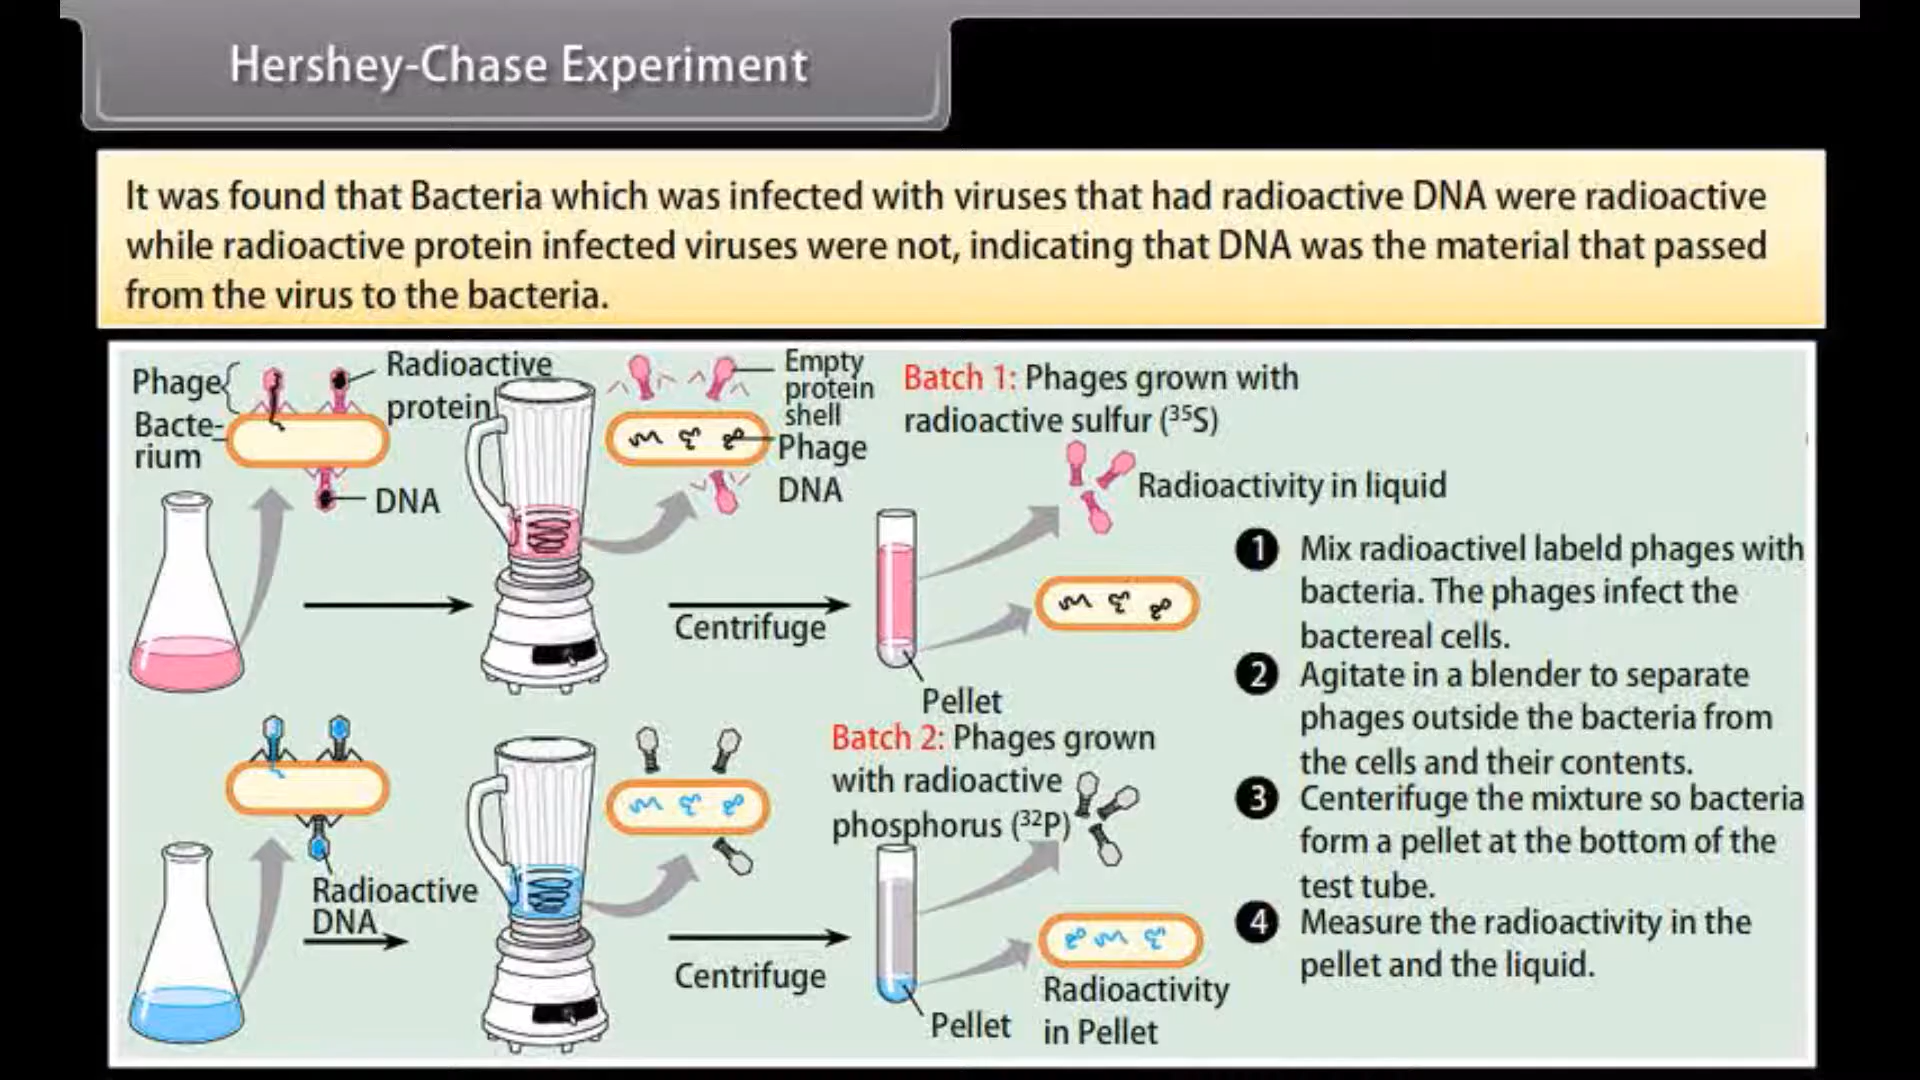 Hershey-Chase Experiment
It was found that Bacteria which was infected with viruses that had radioactive DNA were radioactive
while radioactive protein infected viruses were not, indicating that DNA was the material that passed
from the virus to the bacteria.
Phage
Bacte-
rium
Radioactive
protein
DNA
Empty
protein
shell
Phage
DNA
Batch 1: Phages grown with
radioactive sulfur (³⁵S)
Radioactivity in liquid
Centrifuge
Pellet
Batch 2: Phages grown
with radioactive
phosphorus (³²P)
Radioactive
DNA
Centrifuge
Pellet
Radioactivity
in Pellet
1 Mix radioactivel labeld phages with
bacteria. The phages infect the
bactereal cells.
2 Agitate in a blender to separate
phages outside the bacteria from
the cells and their contents.
3 Centerifuge the mixture so bacteria
form a pellet at the bottom of the
test tube.
4 Measure the radioactivity in the
pellet and the liquid.